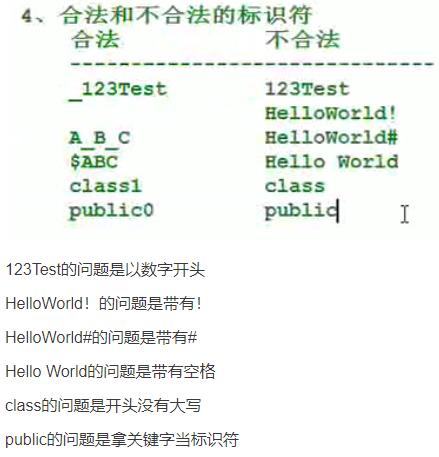 4、合法和不合法的标识符
合法 不合法
----------------------------------
_123Test 123Test
HelloWorld!
A_B_C HelloWorld#
$ABC Hello World
class1 class
public0 public
123Test的问题是以数字开头
HelloWorld！的问题是带有!
HelloWorld#的问题是带有#
Hello World的问题是带有空格
class的问题是开头没有大写
public的问题是拿关键字当标识符